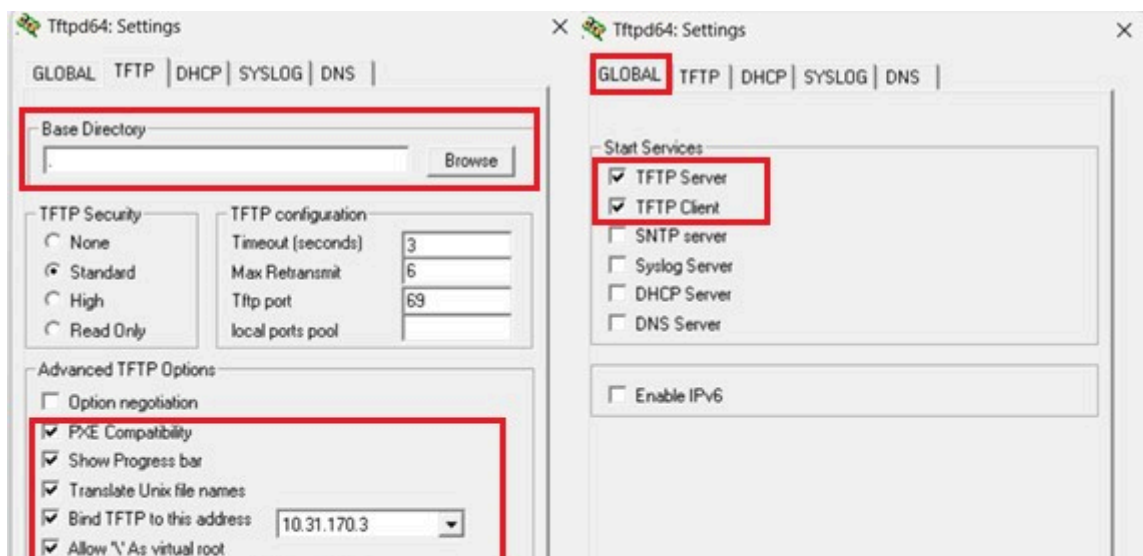 Tftpd64: Settings
GLOBAL TFTP DHCP SYSLOG DNS
Base Directory
.
Browse
TFTP Security
None
Standard
High
Read Only
TFTP configuration
Timeout (seconds) 3
Max Retransmit 6
Tftp port 69
local ports pool
Advanced TFTP Options
Option negotiation
PXE Compatibility
Show Progress bar
Translate Unix file names
Bind TFTP to this address 10.31.170.3
Allow '\' As virtual root
Tftpd64: Settings
GLOBAL TFTP DHCP SYSLOG DNS
Start Services
TFTP Server
TFTP Client
SNTP server
Syslog Server
DHCP Server
DNS Server
Enable IPv6